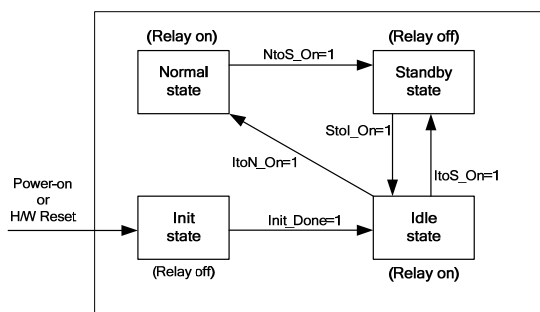 (Relay on)
(Relay off)
Normal
state
NtoS_On=1
Standby
state
StoI_On=1
ItoN_On=1
ItoS_On=1
Power-on
or
H/W Reset
Init
state
Init_Done=1
Idle
state
(Relay off)
(Relay on)